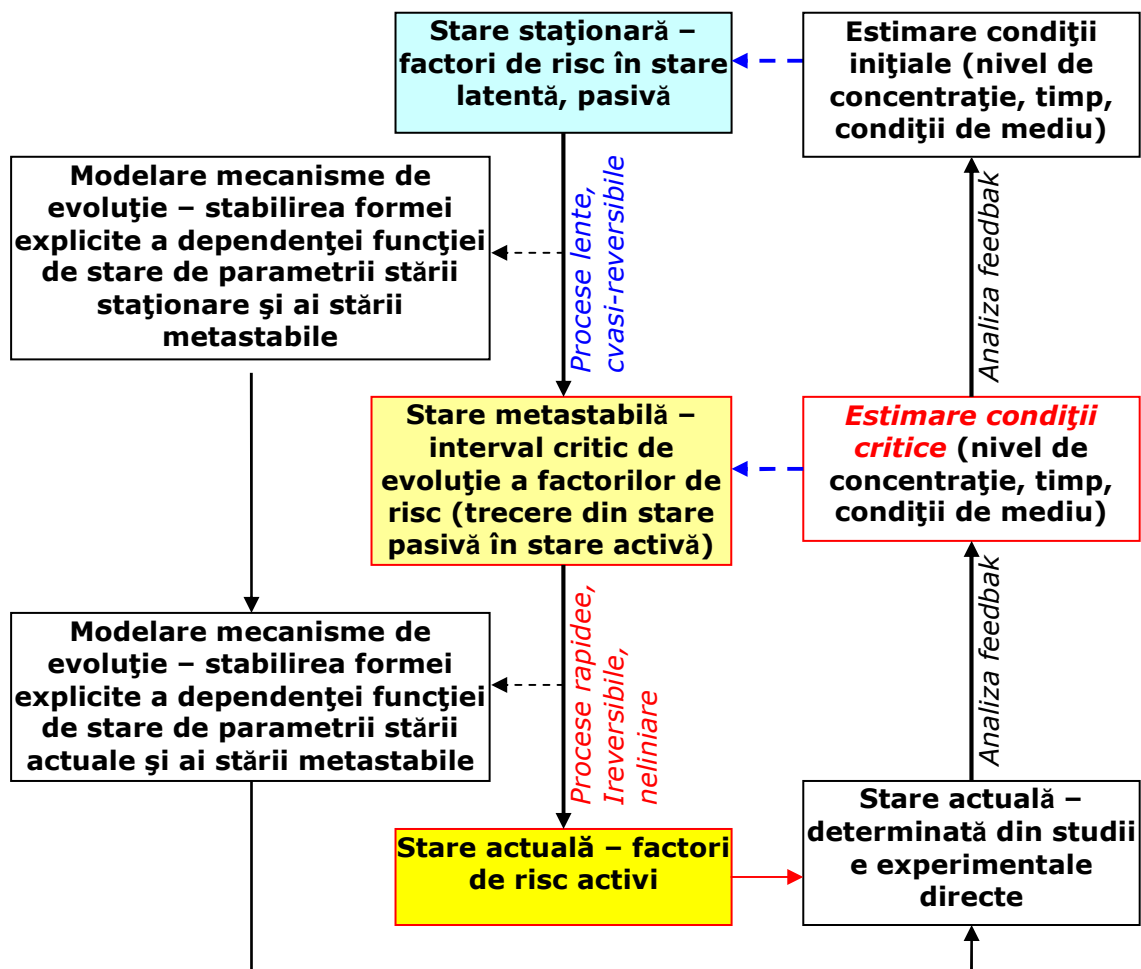 Stare staţionară –
factori de risc în stare
latentă, pasivă
Estimare condiţii
iniţiale (nivel de
concentraţie, timp,
condiţii de mediu)
Modelare mecanisme de
evoluţie – stabilirea formei
explicite a dependenţei funcţiei
de stare de parametrii stării
staţionare şi ai stării
metastabile
Procese lente,
cvasi-reversibile
Analiza feedbak
Stare metastabilă –
interval critic de
evoluţie a factorilor de
risc (trecere din stare
pasivă în stare activă)
Estimare condiţii
critice (nivel de
concentraţie, timp,
condiţii de mediu)
Modelare mecanisme de
evoluţie – stabilirea formei
explicite a dependenţei funcţiei
de stare de parametrii stării
actuale şi ai stării metastabile
Procese rapidee,
Ireversibile,
neliniare
Analiza feedbak
Stare actuală – factori
de risc activi
Stare actuală –
determinată din studii
e experimentale
directe